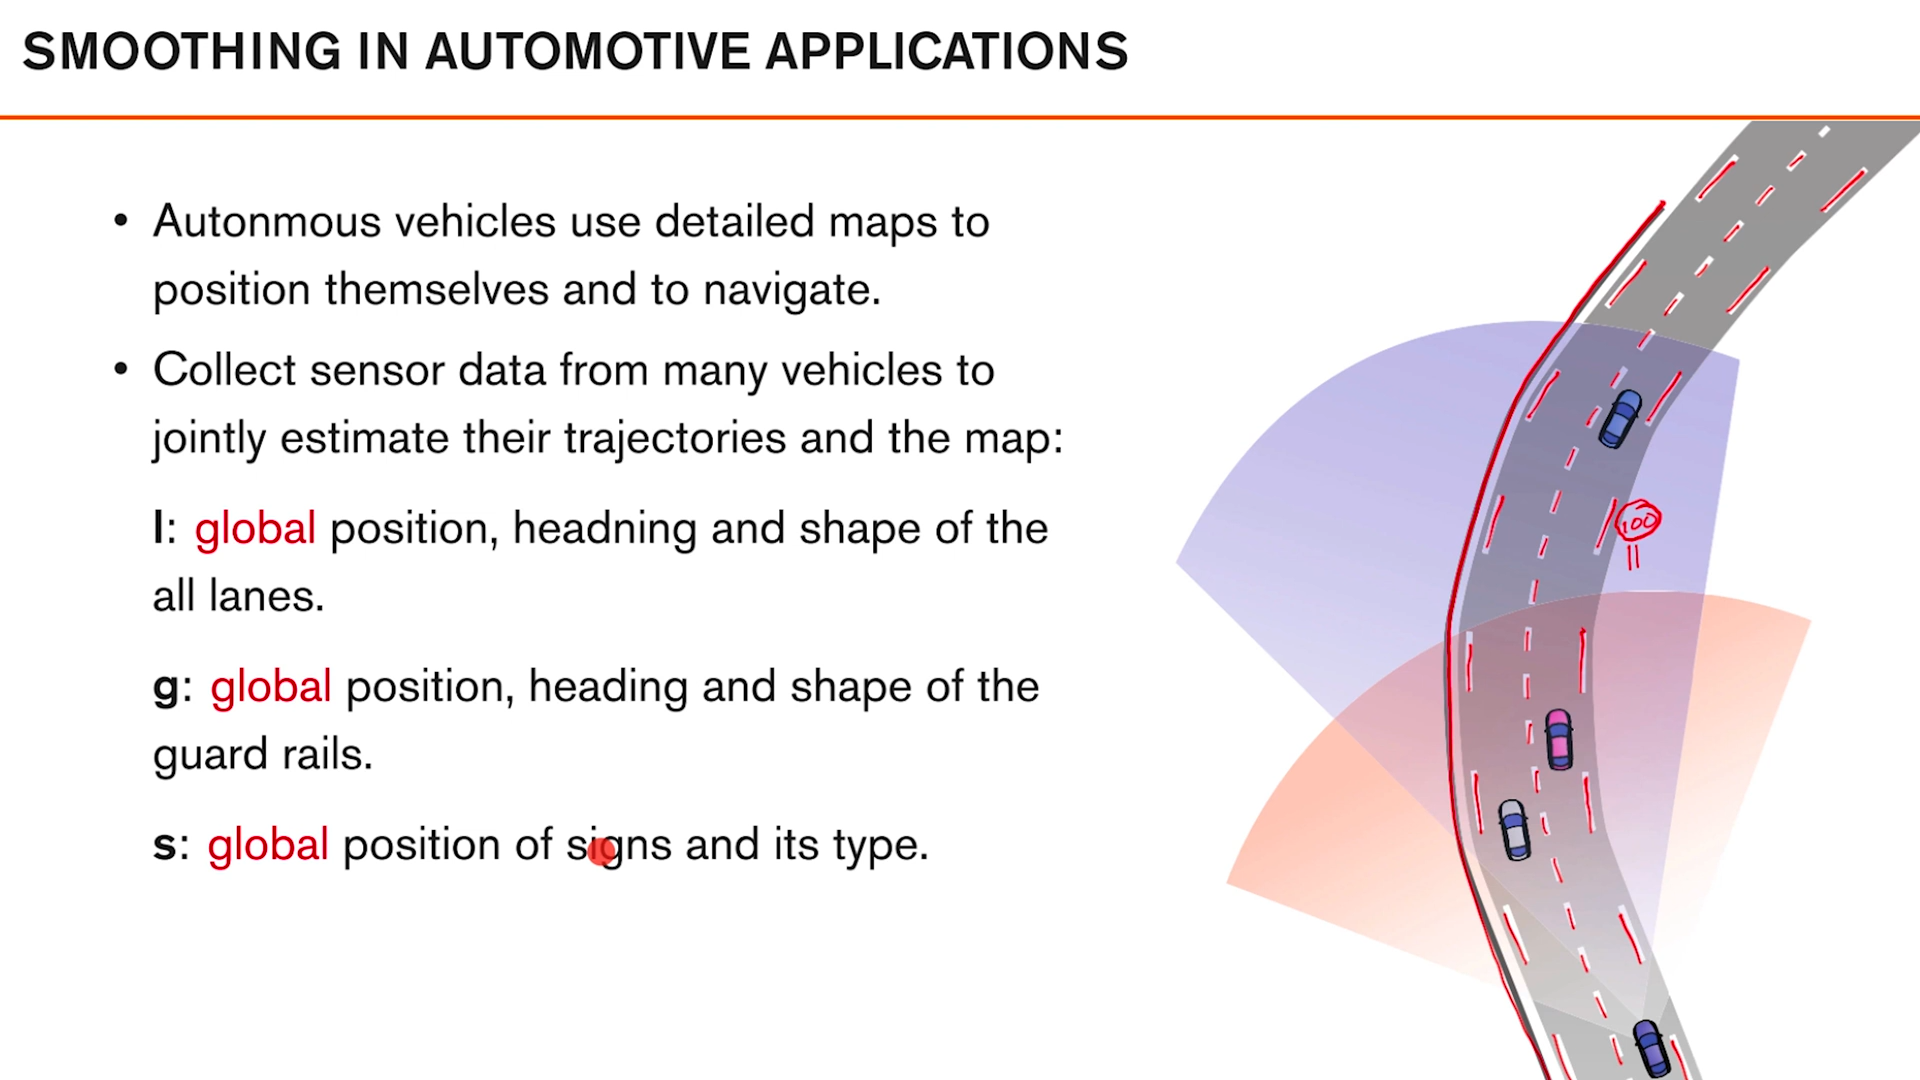 SMOOTHING IN AUTOMOTIVE APPLICATIONS
• Autonmous vehicles use detailed maps to
position themselves and to navigate.
• Collect sensor data from many vehicles to
jointly estimate their trajectories and the map:
l: global position, headning and shape of the
all lanes.
g: global position, heading and shape of the
guard rails.
s: global position of signs and its type.
100